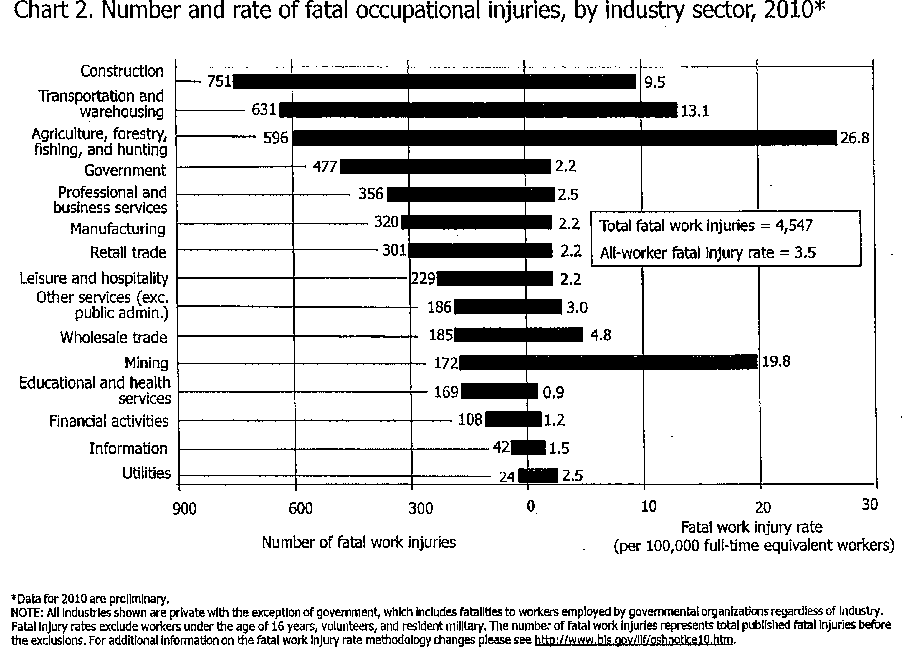 Chart 2. Number and rate of fatal occupational injuries, by industry sector, 2010*
Construction 751 9.5
Transportation and
warehousing 631 13.1
Agriculture, forestry,
fishing, and hunting 596 26.8
Government 477 2.2
Professional and
business services 356 2.5
Manufacturing 320 2.2
Total fatal work injuries = 4,547
Retail trade 301 2.2
All-worker fatal injury rate = 3.5
Leisure and hospitality 229 2.2
Other services (exc.
public admin.) 186 3.0
Wholesale trade 185 4.8
Mining 172 19.8
Educational and health
services 169 0.9
Financial activities 108 1.2
Information 42 1.5
Utilities 24 2.5
900 600 300 0 10 20 30
Number of fatal work injuries
Fatal work injury rate
(per 100,000 full-time equivalent workers)
*Data for 2010 are preliminary.
NOTE: All industries shown are private with the exception of government, which includes fatalities to workers employed by governmental organizations regardless of industry.
Fatal injury rates exclude workers under the age of 16 years, volunteers, and resident military. The number of fatal work injuries represents total published fatal injuries before
the exclusions. For additional information on the fatal work injury rate methodology changes please see http://www.bls.gov/iif/oshnotice10.htm.